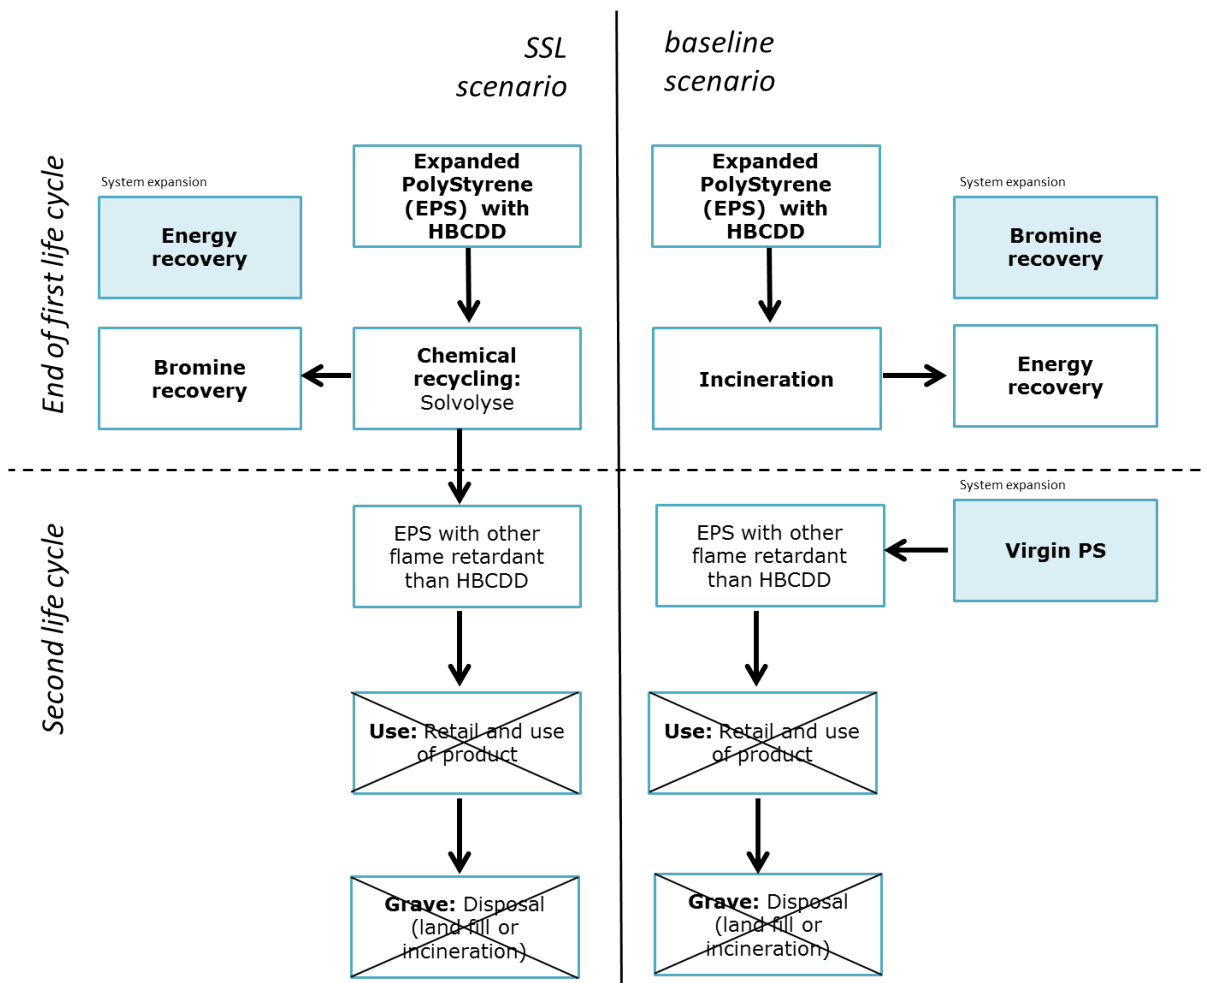 SSL
scenario
baseline
scenario
End of first life cycle
System expansion
Energy
recovery
Expanded
PolyStyrene
(EPS) with
HBCDD
Expanded
PolyStyrene
(EPS) with
HBCDD
System expansion
Bromine
recovery
Bromine
recovery
Chemical
recycling:
Solvolyse
Incineration
Energy
recovery
Second life cycle
EPS with other
flame retardant
than HBCDD
EPS with other
flame retardant
than HBCDD
System expansion
Virgin PS
Use: Retail and use
of product
Use: Retail and use
of product
Grave: Disposal
(land fill or
incineration)
Grave: Disposal
(land fill or
incineration)